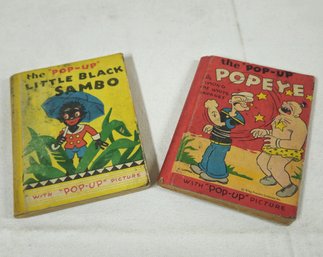 the "POP-UP"
LITTLE BLACK
SAMBO
WITH "POP-UP" PICTURE
the "POP-UP"
POPEYE
WITH "POP-UP" PICTURE